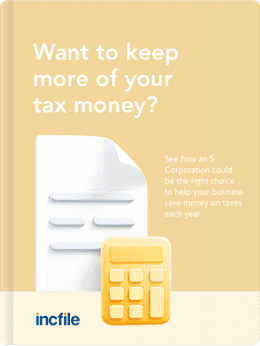 Want to keep
more of your
tax money?
See how an S
Corporation could
be the right choice
to help your business
save money on taxes
each year.
incfile